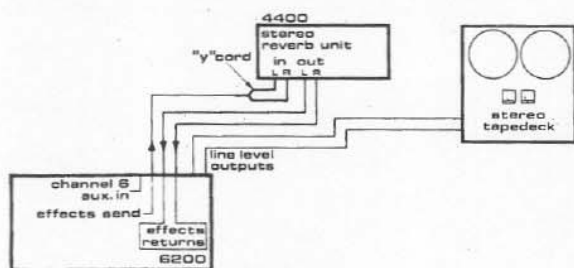 4400
stereo
reverb unit
in out
L R L R
"y" cord
stereo
tapedeck
line level
outputs
channel 6
aux. in
effects send
effects
returns
6200